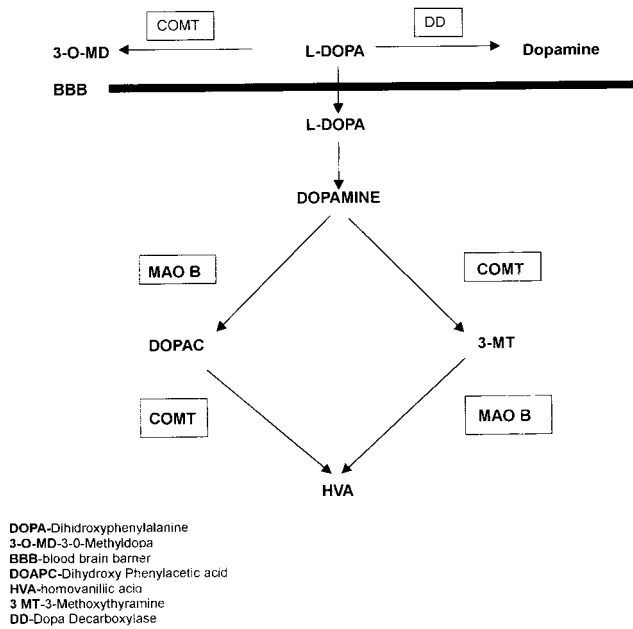 COMT
DD
3-O-MD
L-DOPA
Dopamine
BBB
L-DOPA
DOPAMINE
MAO B
COMT
DOPAC
3-MT
COMT
MAO B
HVA
DOPA-Dihidroxyphenylalanine
3-O-MD-3-0-Methyldopa
BBB-blood brain barrier
DOAPC-Dihydroxy Phenylacetic acid
HVA-homovanillic acid
3 MT-3-Methoxythyramine
DD-Dopa Decarboxylase